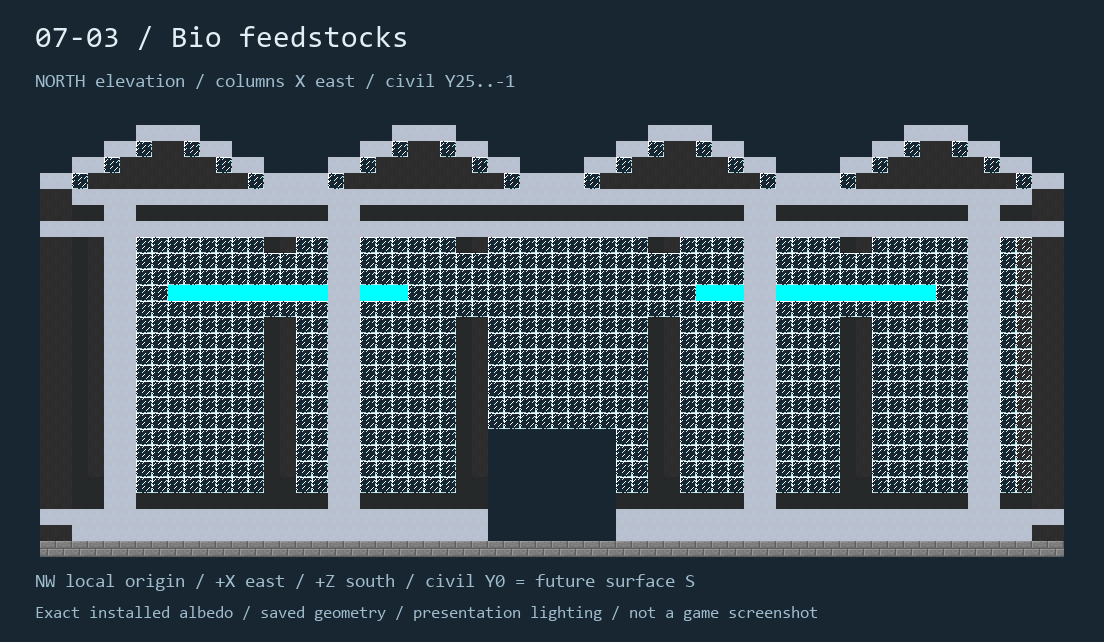 07-03 / Bio feedstocks
NORTH elevation / columns X east / civil Y25..-1
NW local origin / +X east / +Z south / civil Y0 = future surface S
Exact installed albedo / saved geometry / presentation lighting / not a game screenshot